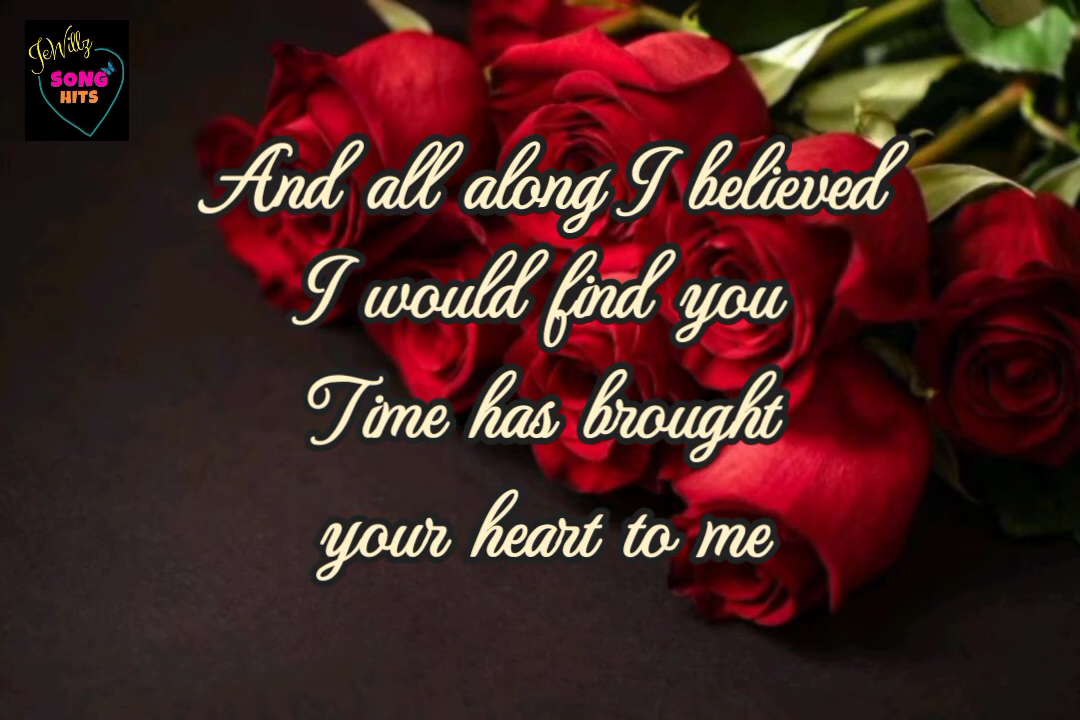 JeWillz
SONG
HITS
And all along I believed
I would find you
Time has brought
your heart to me